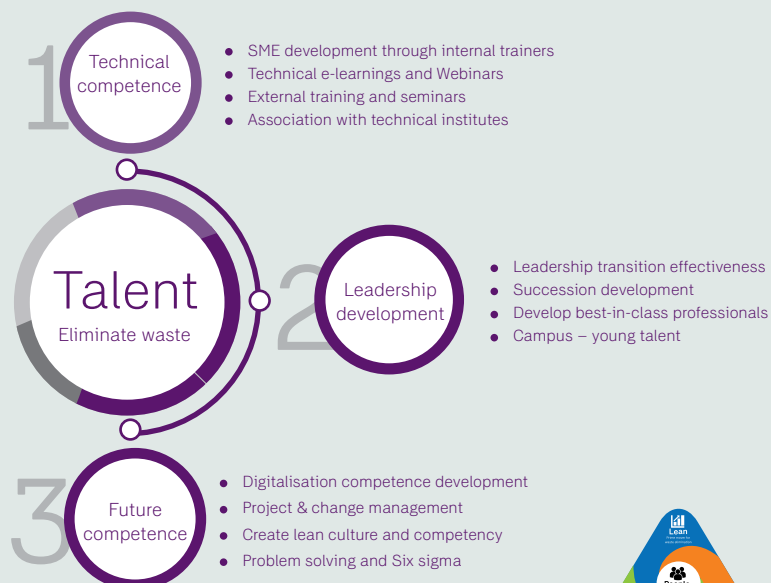 1
Technical
competence
SME development through internal trainers
Technical e-learnings and Webinars
External training and seminars
Association with technical institutes
Talent
Eliminate waste
2
Leadership
development
Leadership transition effectiveness
Succession development
Develop best-in-class professionals
Campus – young talent
3
Future
competence
Digitalisation competence development
Project & change management
Create lean culture and competency
Problem solving and Six sigma
Lean